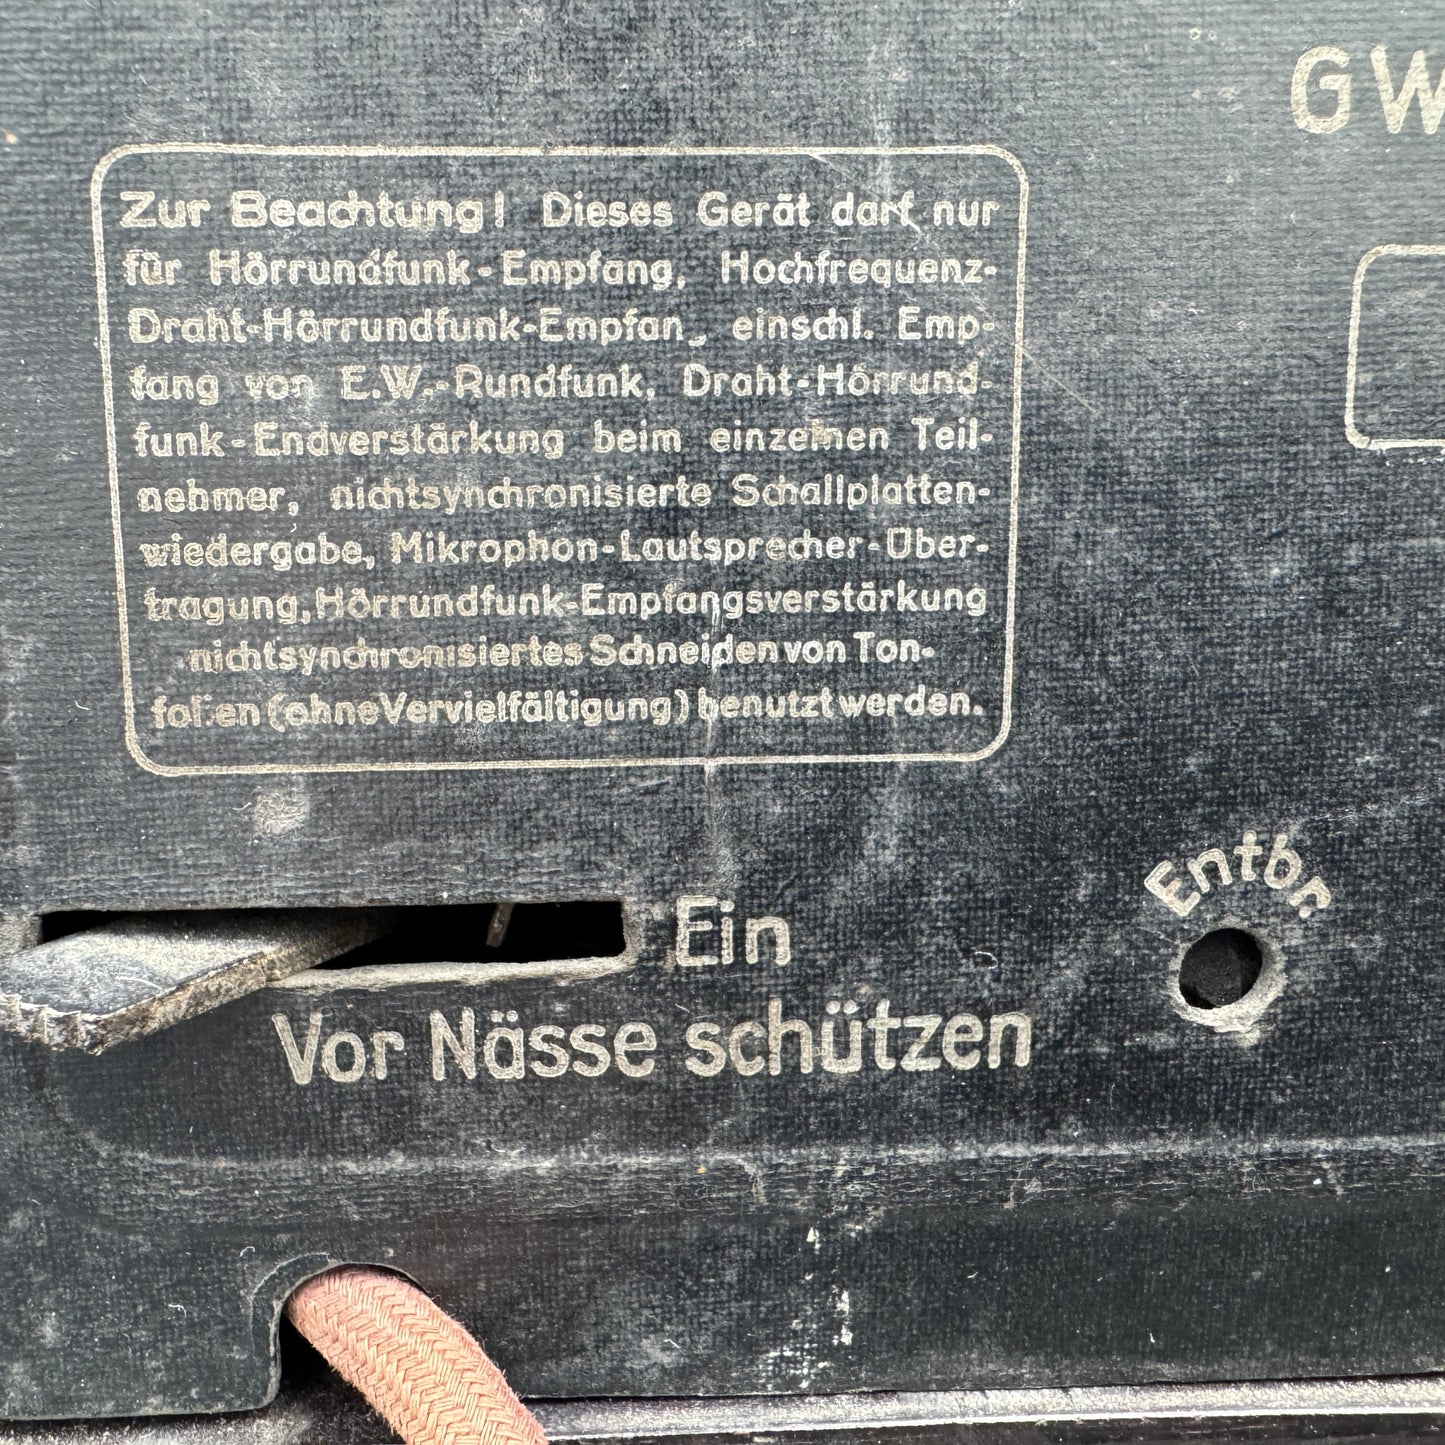 GW
Zur Beachtung! Dieses Gerät darf nur
für Hörrundfunk-Empfang, Hochfrequenz-
Draht-Hörrundfunk-Empfan, einschl. Emp-
fang von E.W.-Rundfunk, Draht-Hörrund-
funk-Endverstärkung beim einzelnen Teil-
nehmer, nichtsynchronisierte Schallplatten-
wiedergabe, Mikrophon-Lautsprecher-Über-
tragung, Hörrundfunk-Empfangsverstärkung
nichtsynchronisiertes Schneiden von Ton-
folien (ohne Vervielfältigung) benutzt werden.
Entbr.
Ein
Vor Nässe schützen